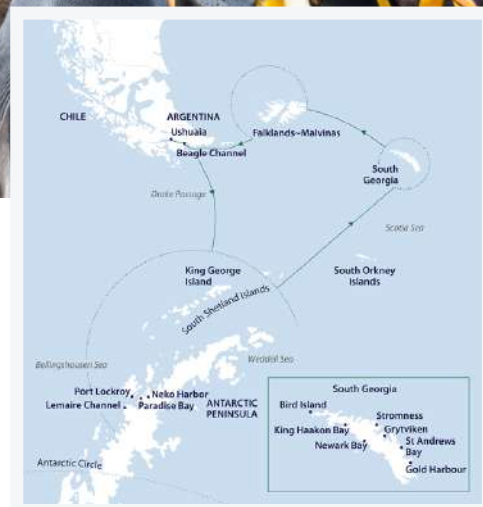 CHILE
ARGENTINA
Ushuaia
Beagle Channel
Falklands-Malvinas
South
Georgia
Drake Passage
Scotia Sea
King George
Island
South Orkney
Islands
South Shetland Islands
Bellingshausen Sea
Weddell Sea
Port Lockroy
Neko Harbor
Lemaire Channel
Paradise Bay
ANTARCTIC
PENINSULA
Antarctic Circle
South Georgia
Bird Island
Stromness
King Haakon Bay
Grytviken
Newark Bay
St Andrews
Bay
Gold Harbour